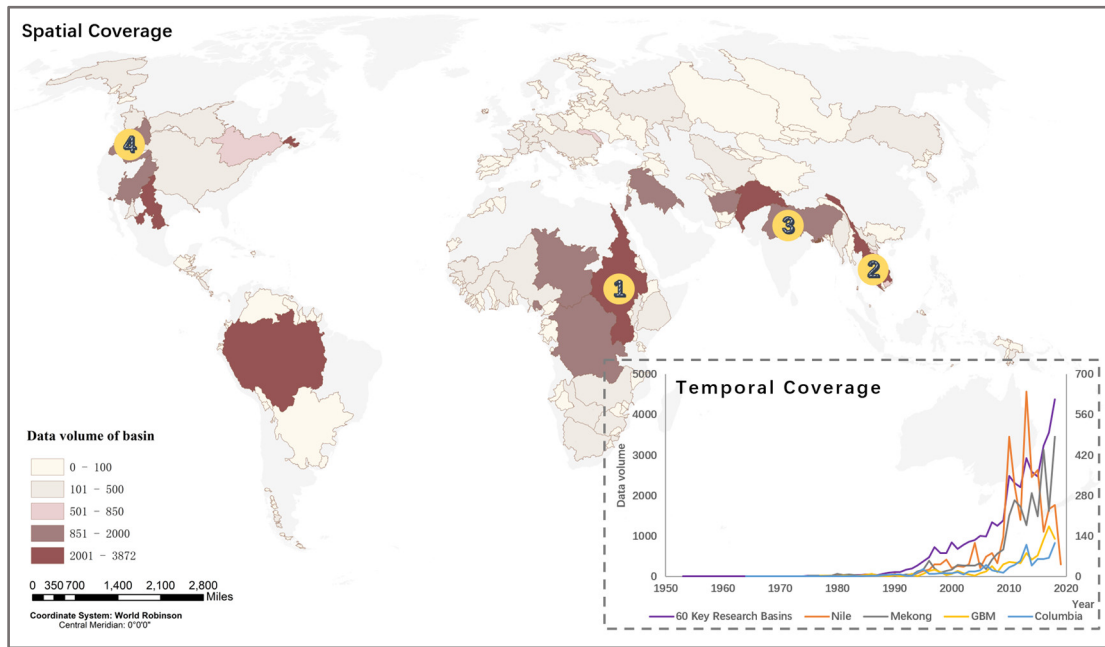 Spatial Coverage
4
3
2
1
Data volume of basin
0 - 100
101 - 500
501 - 850
851 - 2000
2001 - 3872
0 350 700 1,400 2,100 2,800
Miles
Coordinate System: World Robinson
Central Meridian: 0°0'0"
Temporal Coverage
Data volume
5000
4000
3000
2000
1000
0
700
560
420
280
140
0
1950 1960 1970 1980 1990 2000 2010 2020
Year
60 Key Research Basins Nile Mekong GBM Columbia